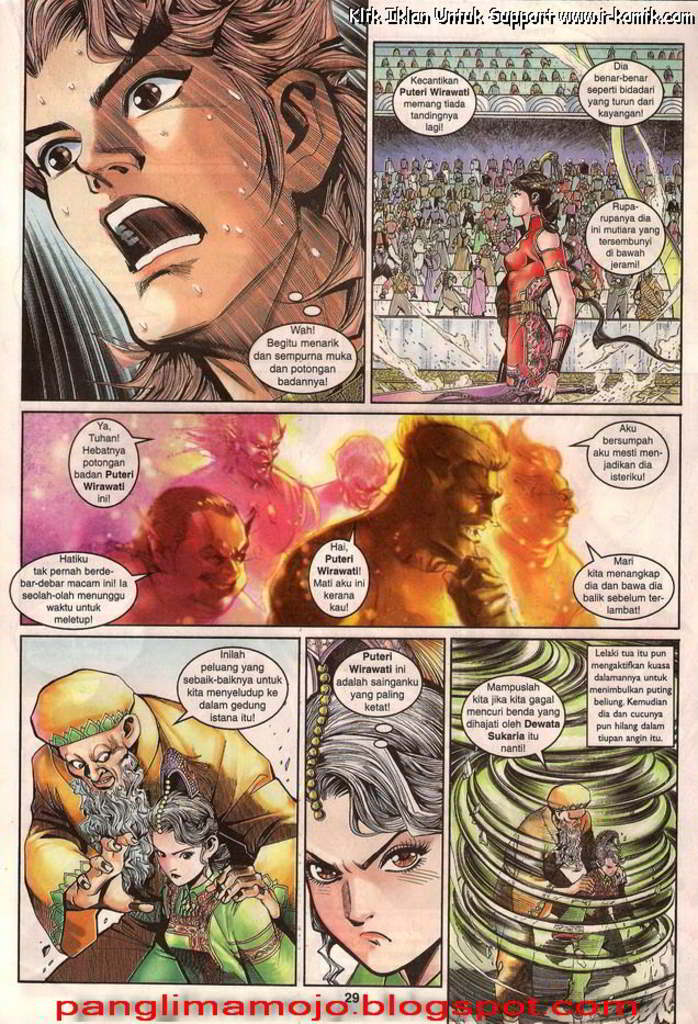 Klik Iklan Untuk Support www.ir-komik.com
Wah!
Begitu menarik
dan sempurna muka
dan potongan
badannya!
Kecantikan
Puteri Wirawati
memang tiada
tandingnya
lagi!
Dia
benar-benar
seperti bidadari
yang turun dari
kayangan!
Rupa-
rupanya dia
ini mutiara yang
tersembunyi
di bawah
jerami!
Ya,
Tuhan!
Hebatnya
potongan
badan Puteri
Wirawati
ini!
Aku
bersumpah
aku mesti men-
jadikan dia
isteriku!
Hatiku
tak pernah berde-
bar-debar macam ini! Ia
seolah-olah menunggu
waktu untuk
meletup!
Hai,
Puteri
Wirawati!
Mati aku ini
kerana
kau!
Mari
kita menangkap
dia dan bawa dia
balik sebelum ter-
lambat!
Inilah
peluang yang
sebaik-baiknya untuk
kita menyeludup ke
dalam gedung
istana itu!
Puteri
Wirawati ini
adalah sainganku
yang paling
ketat!
Mampuslah
kita jika kita gagal
mencuri benda yang
dihajati oleh Dewata
Sukaria itu
nanti!
Lelaki tua itu pun
mengaktifkan kuasa
dalamannya untuk
menimbulkan puting
beliung. Kemudian
dia dan cucunya
pun hilang dalam
tiupan angin itu.
29
panglimamojo.blogspot.com